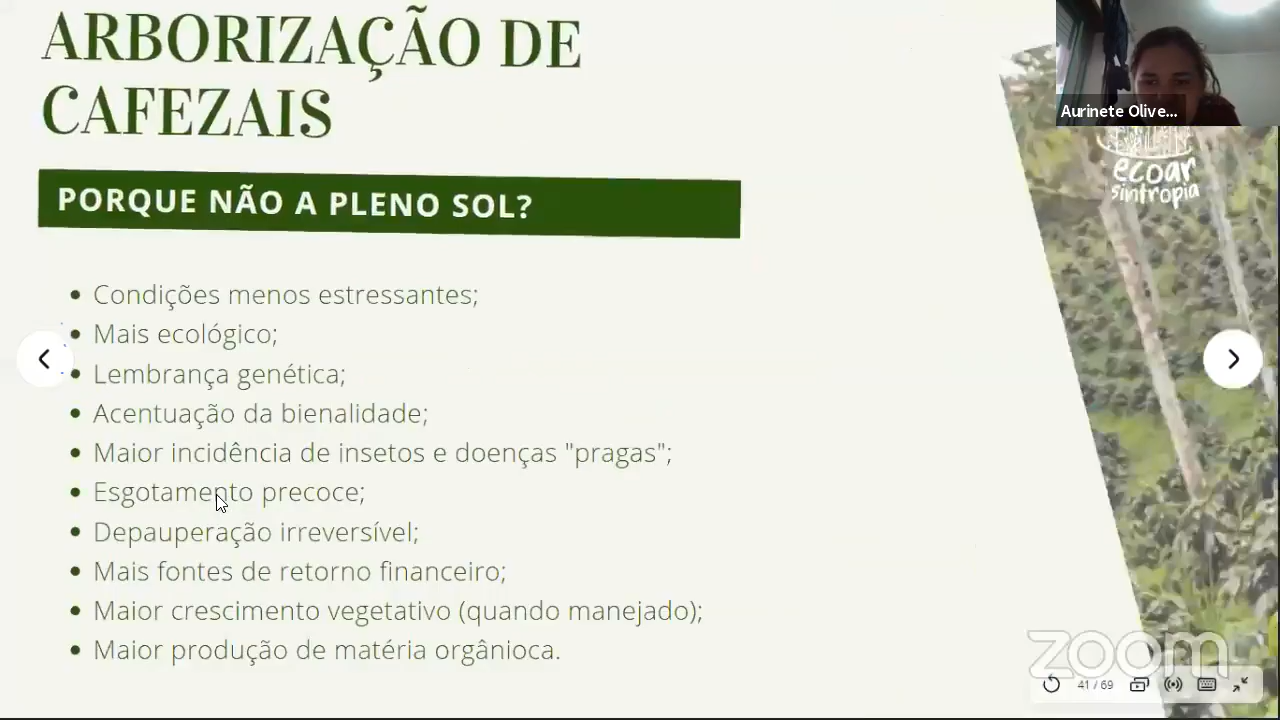 ARBORIZAÇÃO DE
CAFEZAIS
PORQUE NÃO A PLENO SOL?
Condições menos estressantes;
Mais ecológico;
Lembrança genética;
Acentuação da bienalidade;
Maior incidência de insetos e doenças "pragas";
Esgotamento precoce;
Depauperação irreversível;
Mais fontes de retorno financeiro;
Maior crescimento vegetativo (quando manejado);
Maior produção de matéria orgânioca.
Aurinete Olive...
ecoar
sintropia
zoom
41 / 69